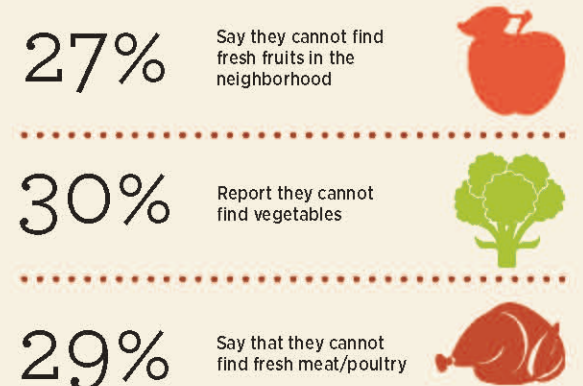 27%
Say they cannot find
fresh fruits in the
neighborhood
30%
Report they cannot
find vegetables
29%
Say that they cannot
find fresh meat/poultry